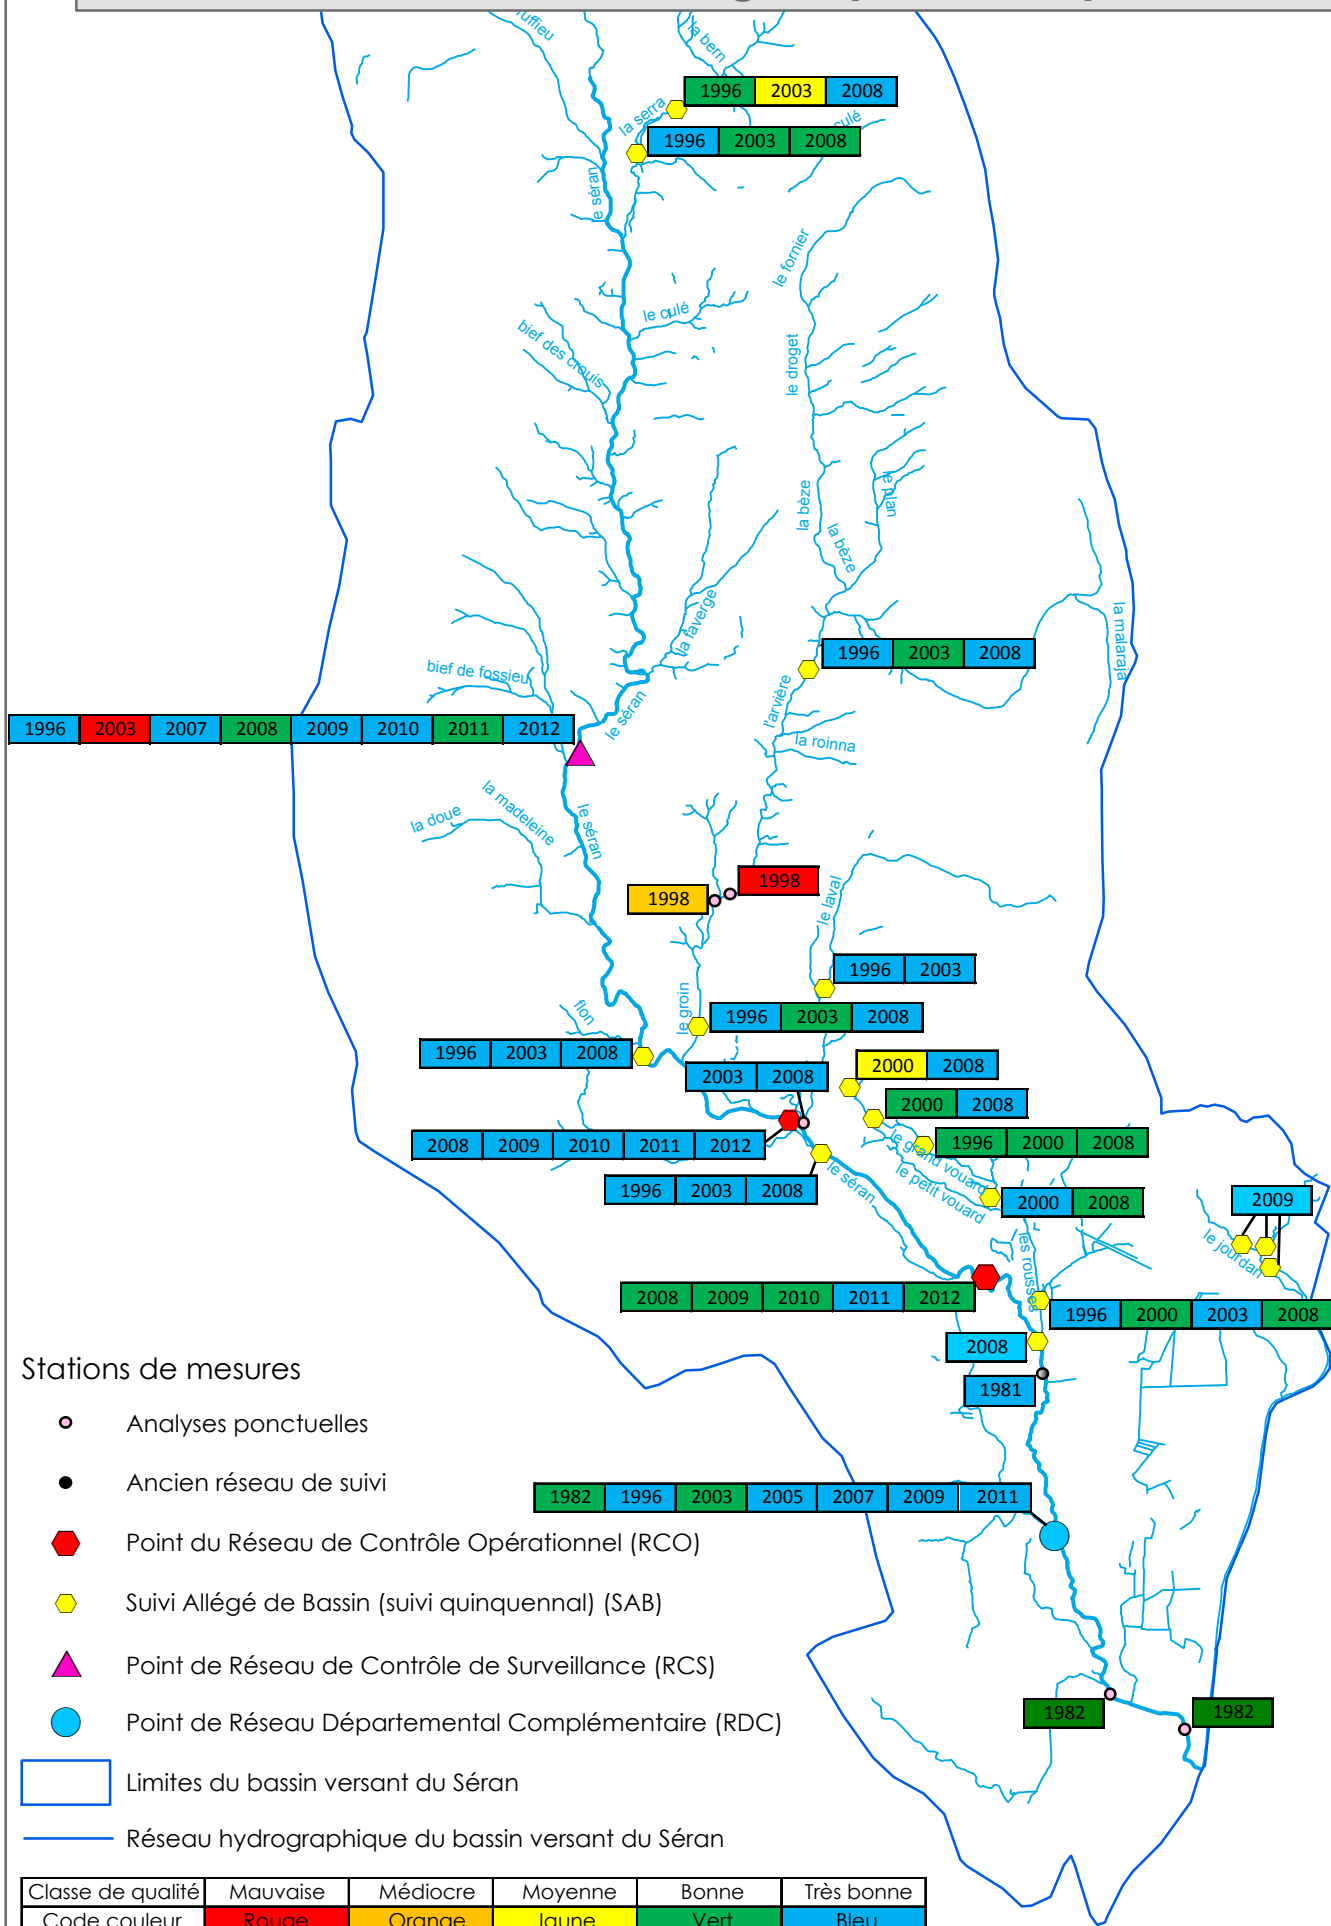 ruffieu
la bern
1996 2003 2008
la serra
culé
1996 2003 2008
le séran
le fornier
le culé
bief des crouis
le droget
la bèze
le plan
la bèze
la faverge
la malaraja
1996 2003 2008
bief de fossieu
l'arvière
le séran
1996 2003 2007 2008 2009 2010 2011 2012
la roinna
la madeleine
la doue
le séran
1998
1998
le laval
1996 2003
le groin
flon
1996 2003 2008
1996 2003 2008
2000 2008
2003 2008
2000 2008
2008 2009 2010 2011 2012
1996 2000 2008
le grand vouard
le petit vouard
le séran
1996 2003 2008
2000 2008
2009
le jourdan
les rousses
2008 2009 2010 2011 2012
1996 2000 2003 2008
2008
1981
Stations de mesures
Analyses ponctuelles
Ancien réseau de suivi
1982 1996 2003 2005 2007 2009 2011
Point du Réseau de Contrôle Opérationnel (RCO)
Suivi Allégé de Bassin (suivi quinquennal) (SAB)
Point de Réseau de Contrôle de Surveillance (RCS)
Point de Réseau Départemental Complémentaire (RDC)
1982
1982
Limites du bassin versant du Séran
Réseau hydrographique du bassin versant du Séran
Classe de qualité Mauvaise Médiocre Moyenne Bonne Très bonne
Code couleur Rouge Orange Jaune Vert Bleu